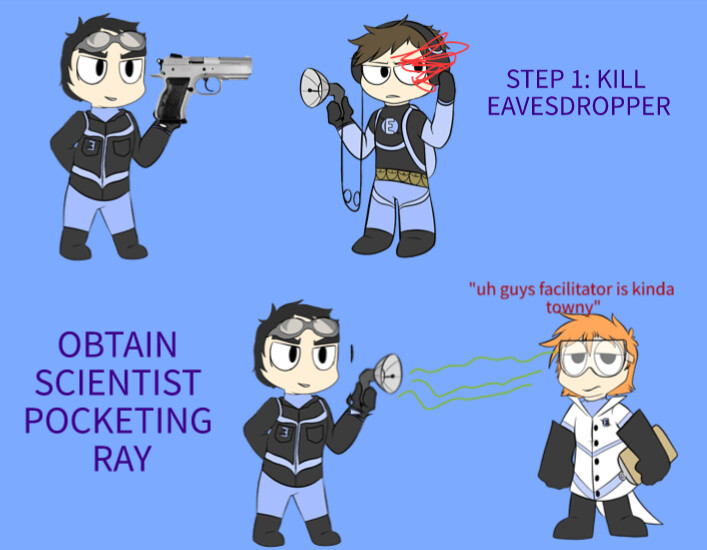 STEP 1: KILL
EAVESDROPPER
"uh guys facilitator is kinda
towny"
OBTAIN
SCIENTIST
POCKETING
RAY